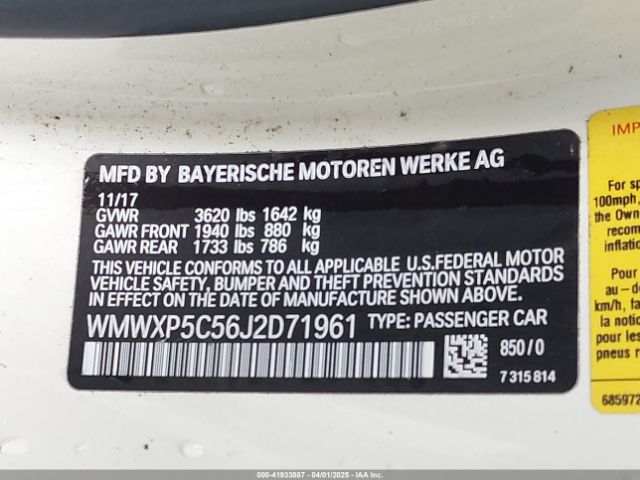 MFD BY BAYERISCHE MOTOREN WERKE AG
11/17
GVWR 3620 lbs 1642 kg
GAWR FRONT 1940 lbs 880 kg
GAWR REAR 1733 lbs 786 kg
THIS VEHICLE CONFORMS TO ALL APPLICABLE U.S.FEDERAL MOTOR
VEHICLE SAFETY, BUMPER AND THEFT PREVENTION STANDARDS
IN EFFECT ON THE DATE OF MANUFACTURE SHOWN ABOVE.
WMWXP5C56J2D71961 TYPE: PASSENGER CAR
850/0
7 315 814
IMP
For sp
100mph,
the Own
recom
inflatio
Pour
au-de
km/h, fa
la notic
pour les
pneus r
685972
000-41933887 04/01/2025 Copart, IAA